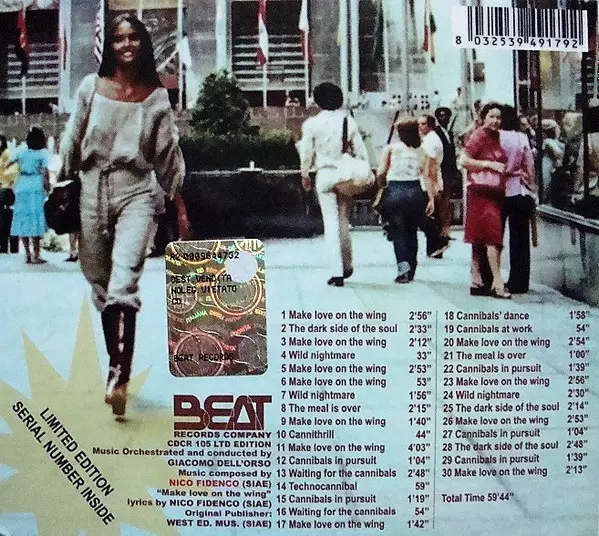 8 032539 491792
DEST.VENDITA
NOLEG VIETATO
CD
BEAT RECORDS
LIMITED EDITION
SERIAL NUMBER INSIDE
BEAT
RECORDS COMPANY
CDCR 105 LTD EDITION
Music Orchestrated and conducted by
GIACOMO DELL'ORSO
Music composed by
NICO FIDENCO (SIAE)
"Make love on the wing"
lyrics by NICO FIDENCO (SIAE)
Original Publisher:
WEST ED. MUS. (SIAE)
1 Make love on the wing 2'56"
2 The dark side of the soul 2'33"
3 Make love on the wing 2'12"
4 Wild nightmare 33"
5 Make love on the wing 2'53"
6 Make love on the wing 53"
7 Wild nightmare 1'56"
8 The meal is over 2'15"
9 Make love on the wing 1'40"
10 Cannithrill 44"
11 Make love on the wing 4'03"
12 Cannibals in pursuit 1'04"
13 Waiting for the cannibals 2'48"
14 Technocannibal 59"
15 Cannibals in pursuit 1'19"
16 Waiting for the cannibals 54"
17 Make love on the wing 1'42"
18 Cannibals' dance 1'58"
19 Cannibals at work 54"
20 Make love on the wing 2'54"
21 The meal is over 1'00"
22 Cannibals in pursuit 1'39"
23 Make love on the wing 2'56"
24 Wild nightmare 2'30"
25 The dark side of the soul 2'14"
26 Make love on the wing 2'53"
27 Cannibals in pursuit 1'04"
28 The dark side of the soul 2'48"
29 Cannibals in pursuit 1'39"
30 Make love on the wing 2'13"
Total Time 59'44"